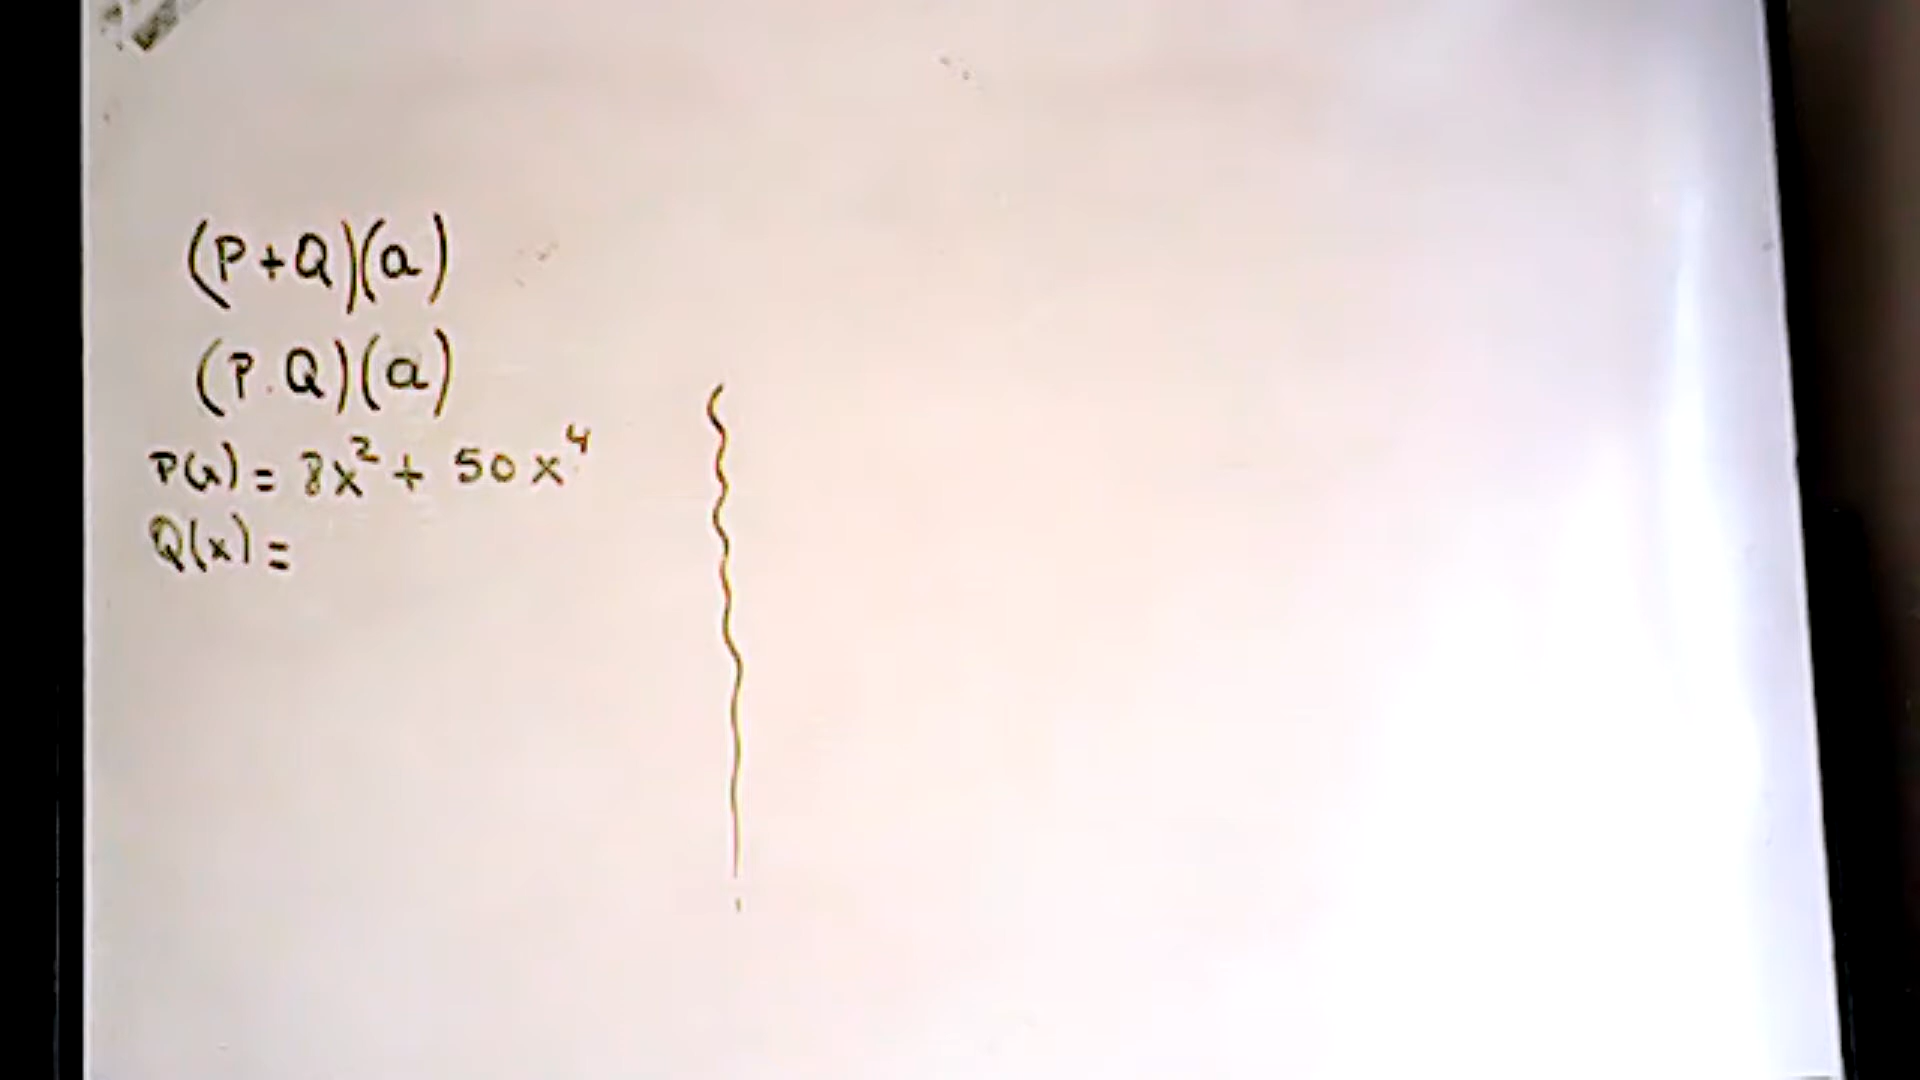 (P+Q)(a)
(P.Q)(a)
P(x) = 8x² + 50x⁴
Q(x) =